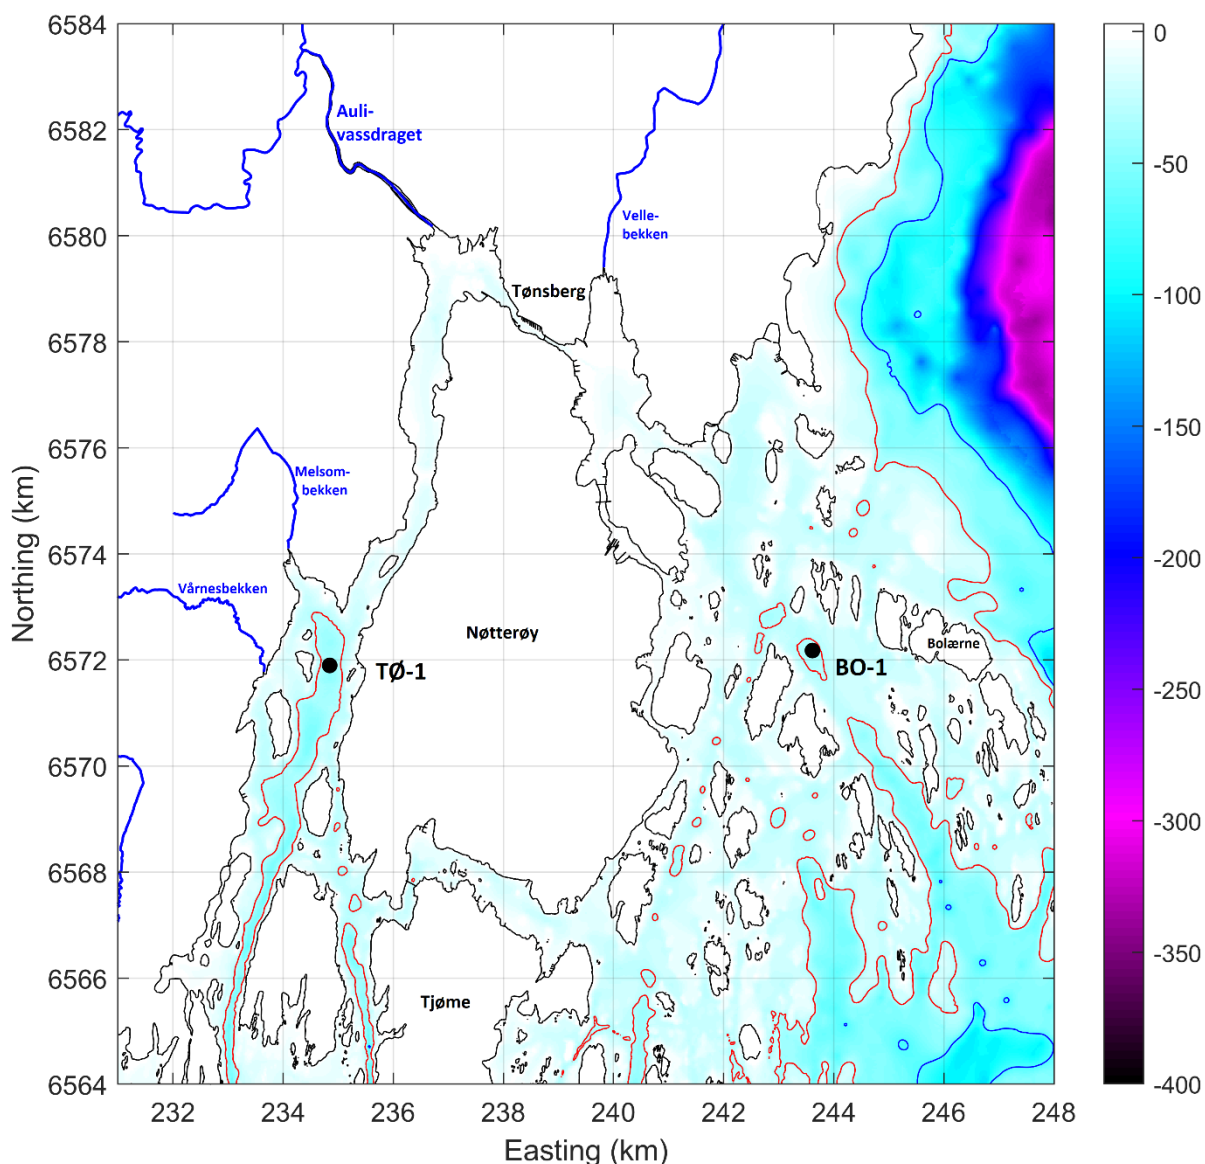 6584
6582
6580
6578
6576
6574
6572
6570
6568
6566
6564
Northing (km)
Auli-
vassdraget
Velle-
bekken
Tønsberg
Melsom-
bekken
Vårnesbekken
Nøtterøy
Bolærne
TØ-1
BO-1
Tjøme
232
234
236
238
240
242
244
246
248
Easting (km)
0
-50
-100
-150
-200
-250
-300
-350
-400